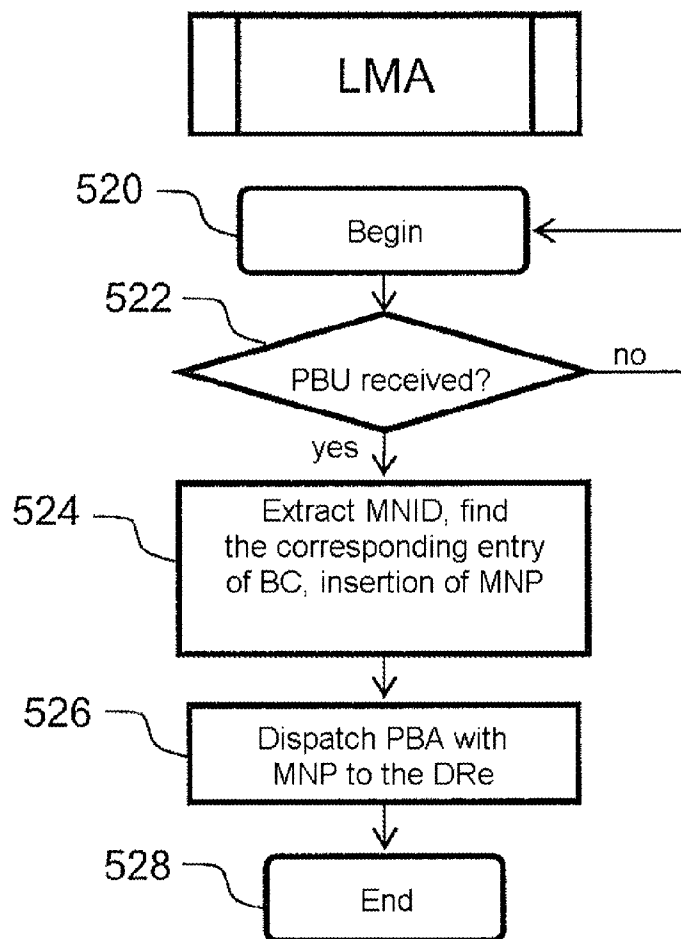 LMA
520
Begin
522
PBU received?
no
yes
524
Extract MNID, find
the corresponding entry
of BC, insertion of MNP
526
Dispatch PBA with
MNP to the DRe
528
End